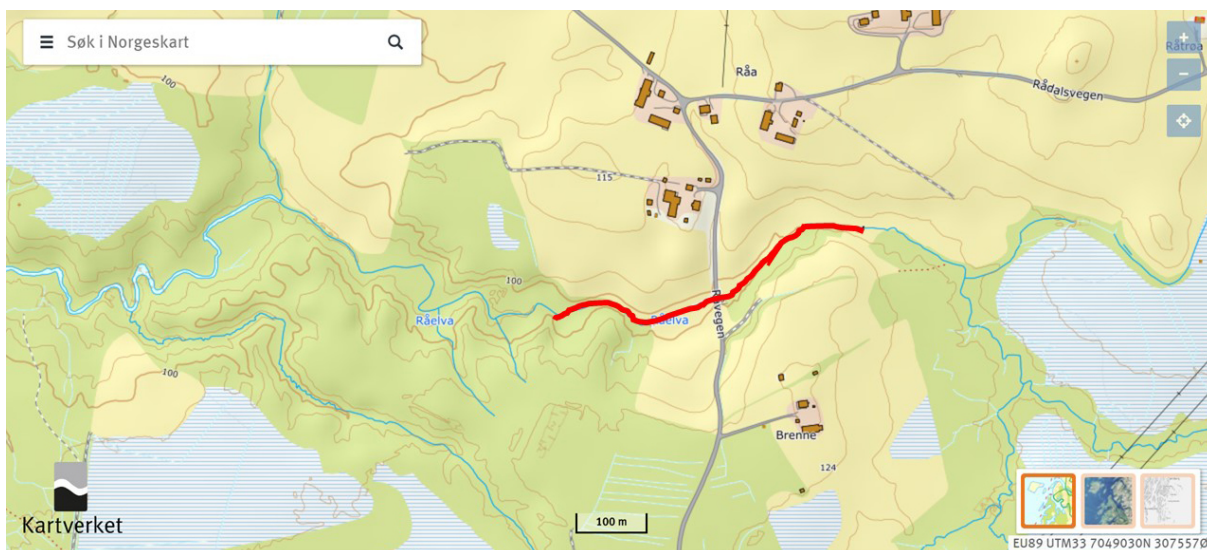 Søk i Norgeskart
100
Råa
Råtrøa
Rådalsvegen
115
100
Råelva
Råelva
Råvegen
100
Brenne
124
Kartverket
100 m
EU89 UTM33 7049030N 307557Ø